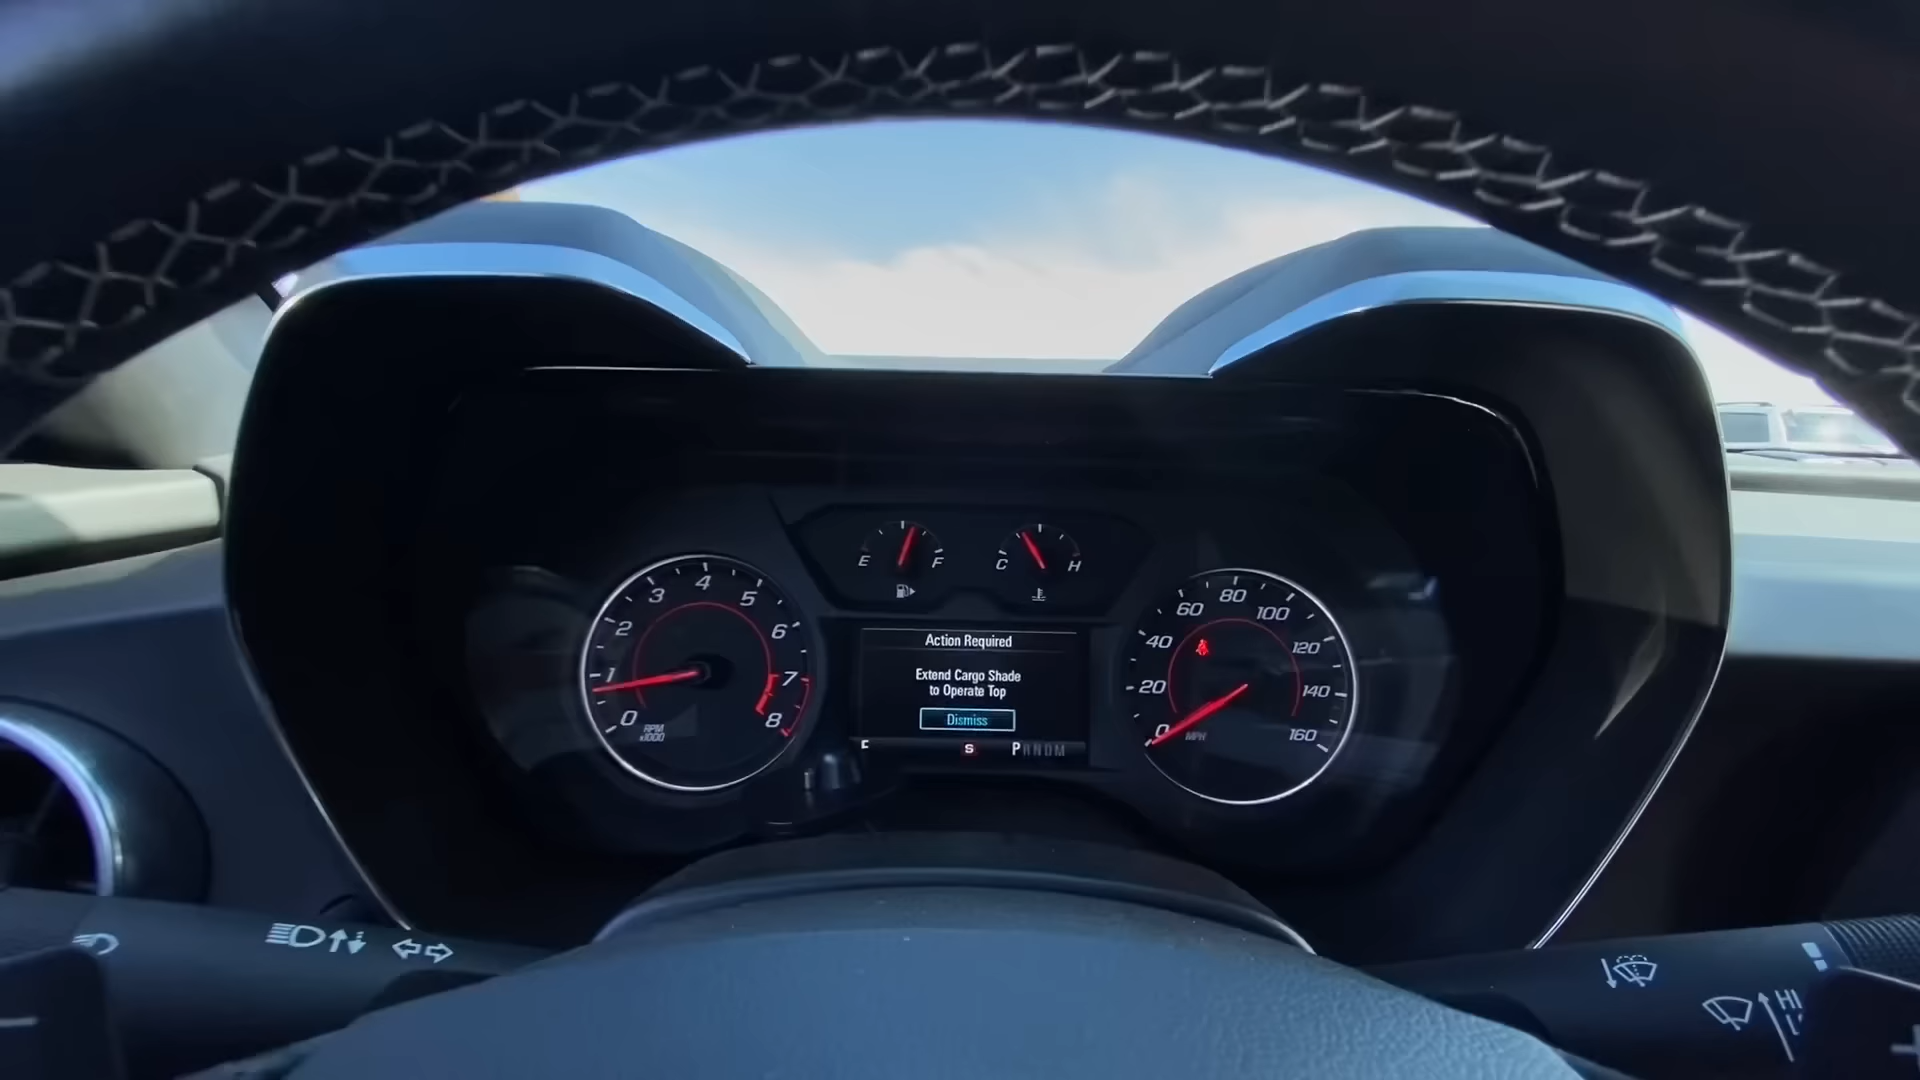 E F
C H
0 1 2 3 4 5 6 7 8
RPM
x1000
Action Required
Extend Cargo Shade
to Operate Top
Dismiss
S
PRNDM
0 20 40 60 80 100 120 140 160
MPH
HI